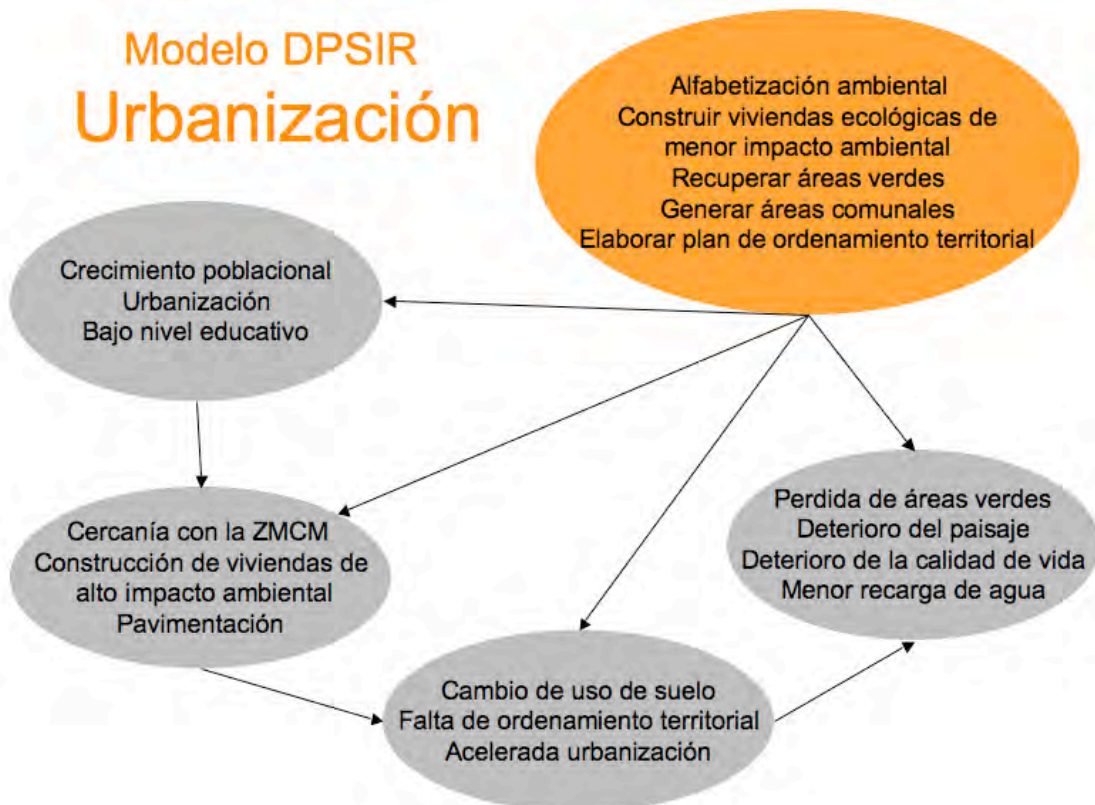 Modelo DPSIR
Urbanización
Alfabetización ambiental
Construir viviendas ecológicas de
menor impacto ambiental
Recuperar áreas verdes
Generar áreas comunales
Elaborar plan de ordenamiento territorial
Crecimiento poblacional
Urbanización
Bajo nivel educativo
Cercanía con la ZMCM
Construcción de viviendas de
alto impacto ambiental
Pavimentación
Cambio de uso de suelo
Falta de ordenamiento territorial
Acelerada urbanización
Perdida de áreas verdes
Deterioro del paisaje
Deterioro de la calidad de vida
Menor recarga de agua